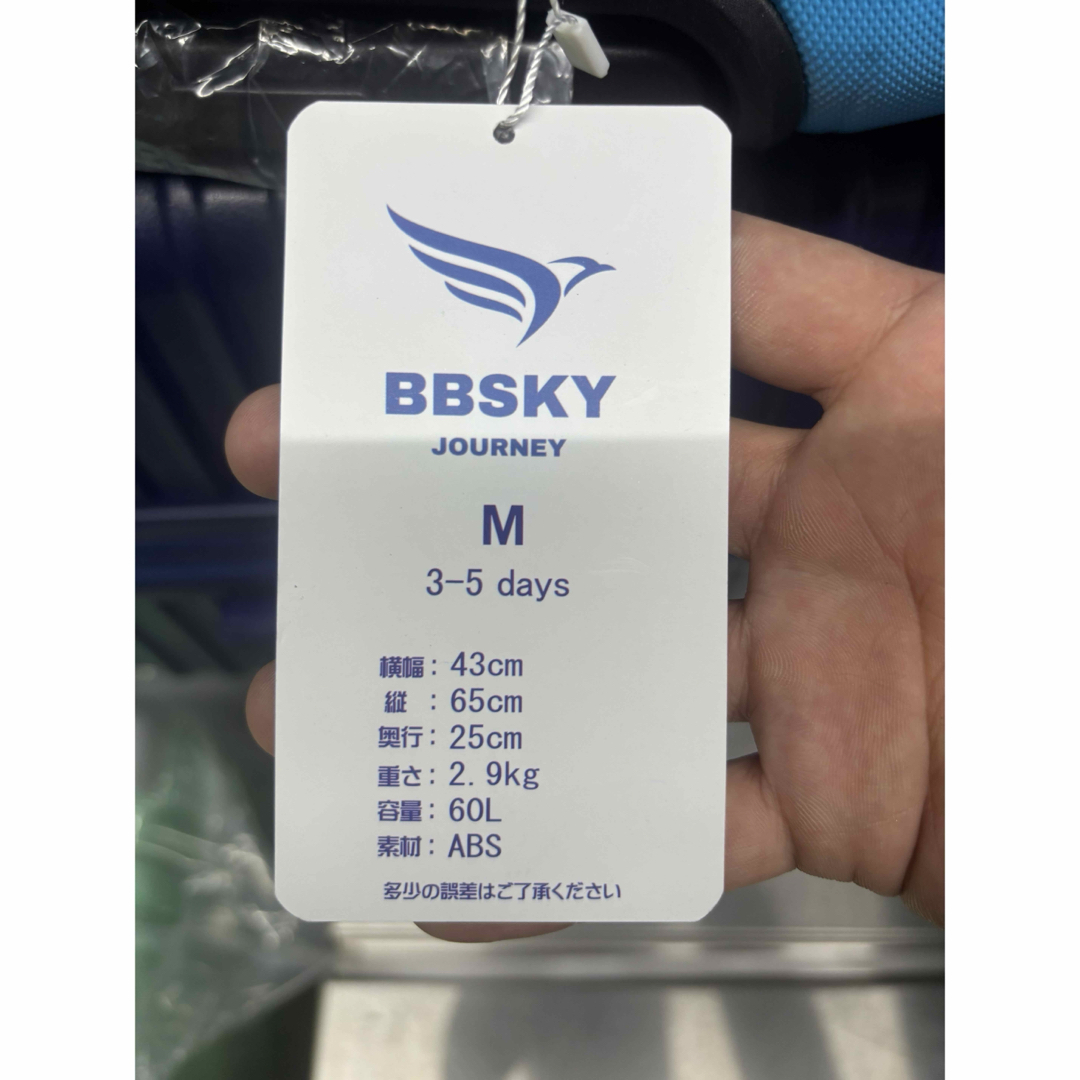 BBSKY
JOURNEY
M
3-5 days
横幅：43cm
縦　：65cm
奥行：25cm
重さ：2.9kg
容量：60L
素材：ABS
多少の誤差はご了承ください